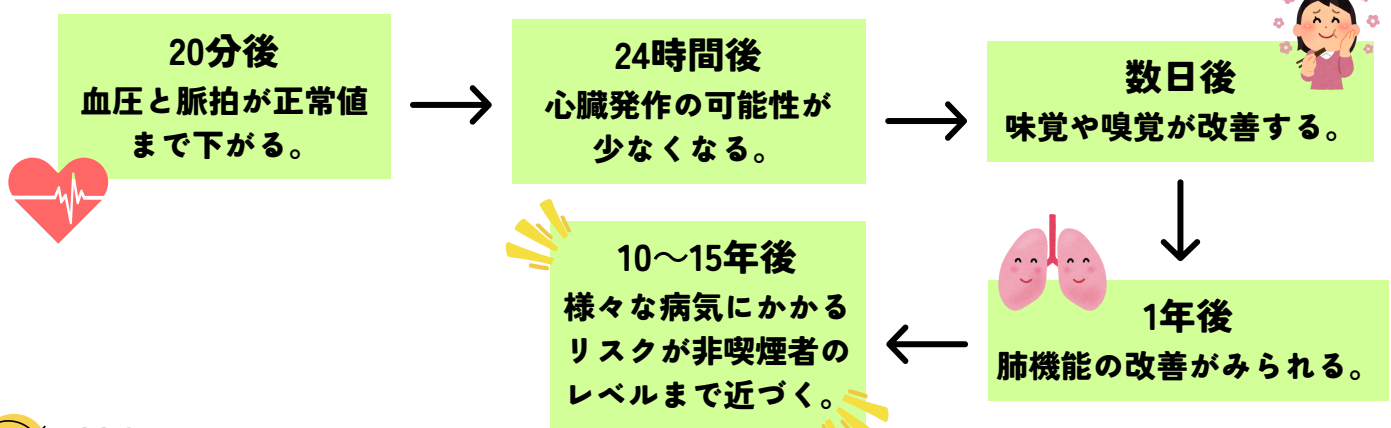 20分後
血圧と脈拍が正常値
まで下がる。
24時間後
心臓発作の可能性が
少なくなる。
数日後
味覚や嗅覚が改善する。
1年後
肺機能の改善がみられる。
10〜15年後
様々な病気にかかる
リスクが非喫煙者の
レベルまで近づく。